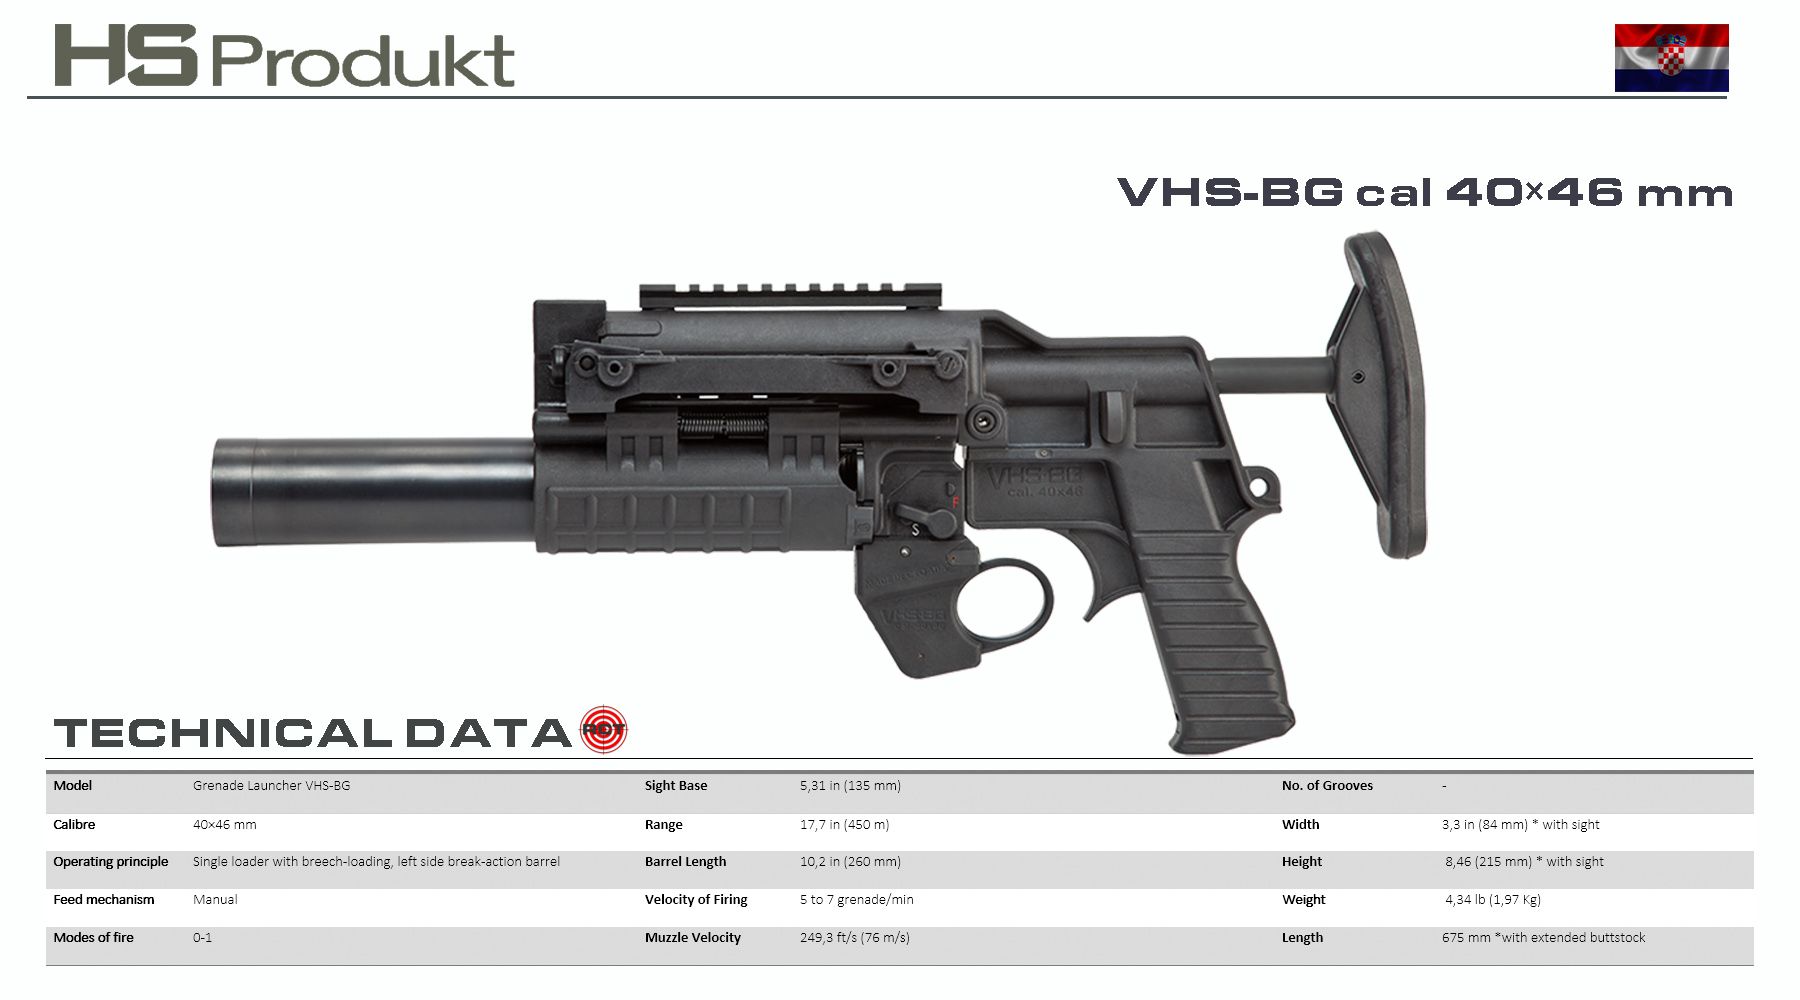 HS Produkt
VHS-BG cal 40×46 mm
VHS-BG
cal. 40x46
F
S
VHS-BG
TECHNICAL DATA
RDT
Model Grenade Launcher VHS-BG Sight Base 5,31 in (135 mm) No. of Grooves -
Calibre 40×46 mm Range 17,7 in (450 m) Width 3,3 in (84 mm) * with sight
Operating principle Single loader with breech-loading, left side break-action barrel Barrel Length 10,2 in (260 mm) Height 8,46 (215 mm) * with sight
Feed mechanism Manual Velocity of Firing 5 to 7 grenade/min Weight 4,34 lb (1,97 Kg)
Modes of fire 0-1 Muzzle Velocity 249,3 ft/s (76 m/s) Length 675 mm *with extended buttstock